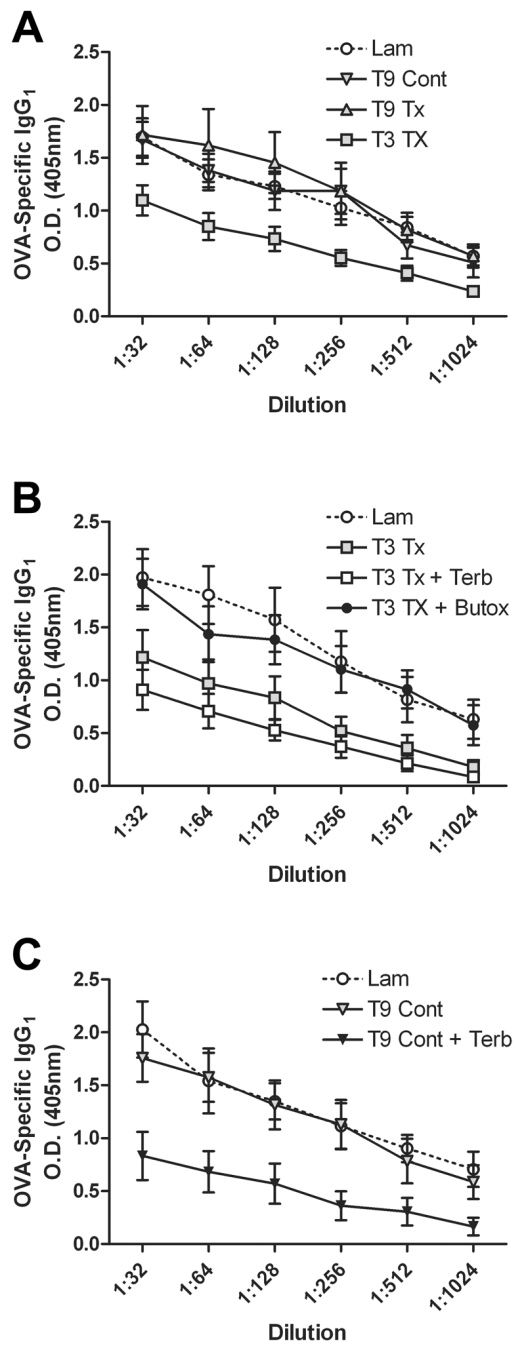 A
Lam
T9 Cont
T9 Tx
T3 TX
OVA-Specific IgG1
O.D. (405nm)
2.5
2.0
1.5
1.0
0.5
0.0
1:32
1:64
1:128
1:256
1:512
1:1024
Dilution
B
Lam
T3 Tx
T3 Tx + Terb
T3 TX + Butox
OVA-Specific IgG1
O.D. (405nm)
2.5
2.0
1.5
1.0
0.5
0.0
1:32
1:64
1:128
1:256
1:512
1:1024
Dilution
C
Lam
T9 Cont
T9 Cont + Terb
OVA-Specific IgG1
O.D. (405nm)
2.5
2.0
1.5
1.0
0.5
0.0
1:32
1:64
1:128
1:256
1:512
1:1024
Dilution